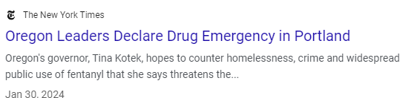 The New York Times
Oregon Leaders Declare Drug Emergency in Portland
Oregon's governor, Tina Kotek, hopes to counter homelessness, crime and widespread
public use of fentanyl that she says threatens the...
Jan 30, 2024